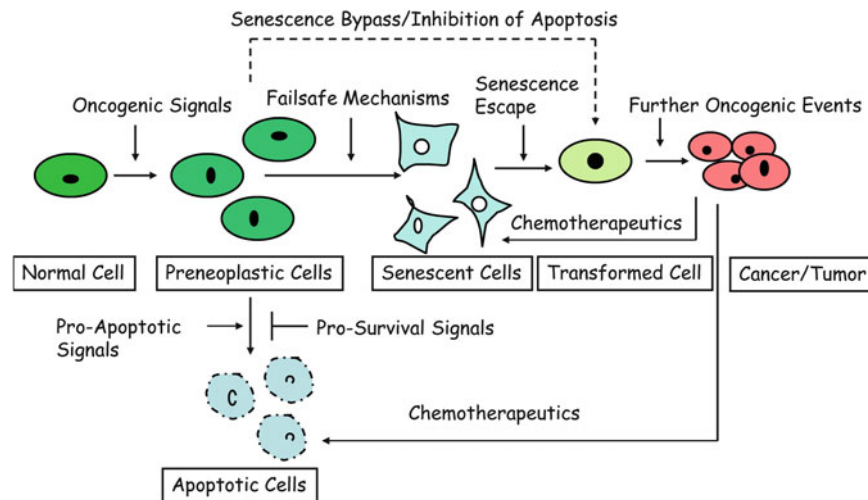 Senescence Bypass/Inhibition of Apoptosis
Oncogenic Signals
Failsafe Mechanisms
Senescence
Escape
Further Oncogenic Events
Chemotherapeutics
Normal Cell
Preneoplastic Cells
Senescent Cells
Transformed Cell
Cancer/Tumor
Pro-Apoptotic
Signals
Pro-Survival Signals
Chemotherapeutics
Apoptotic Cells